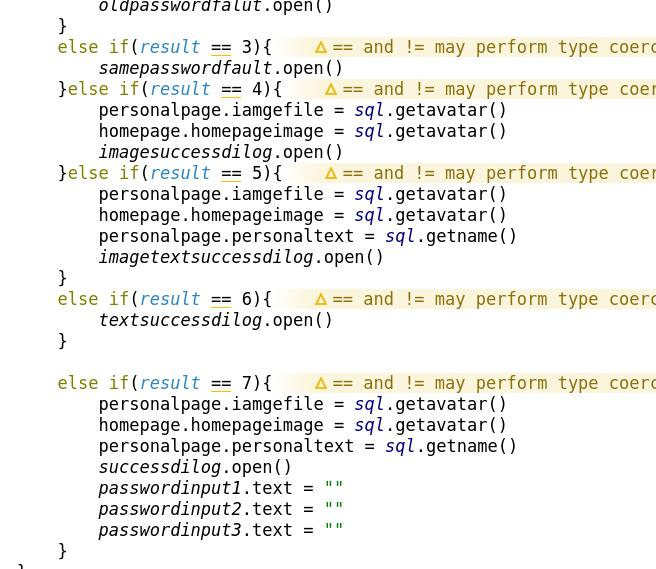 oldpasswordfalut.open()
}
else if(result == 3){ == and != may perform type coer
samepasswordfault.open()
}else if(result == 4){ == and != may perform type coer
personalpage.iamgefile = sql.getavatar()
homepage.homepageimage = sql.getavatar()
imagesuccessdilog.open()
}else if(result == 5){ == and != may perform type coer
personalpage.iamgefile = sql.getavatar()
homepage.homepageimage = sql.getavatar()
personalpage.personaltext = sql.getname()
imagetextsuccessdilog.open()
}
else if(result == 6){ == and != may perform type coerc
textsuccessdilog.open()
}
else if(result == 7){ == and != may perform type coerc
personalpage.iamgefile = sql.getavatar()
homepage.homepageimage = sql.getavatar()
personalpage.personaltext = sql.getname()
successdilog.open()
passwordinput1.text = ""
passwordinput2.text = ""
passwordinput3.text = ""
}
}